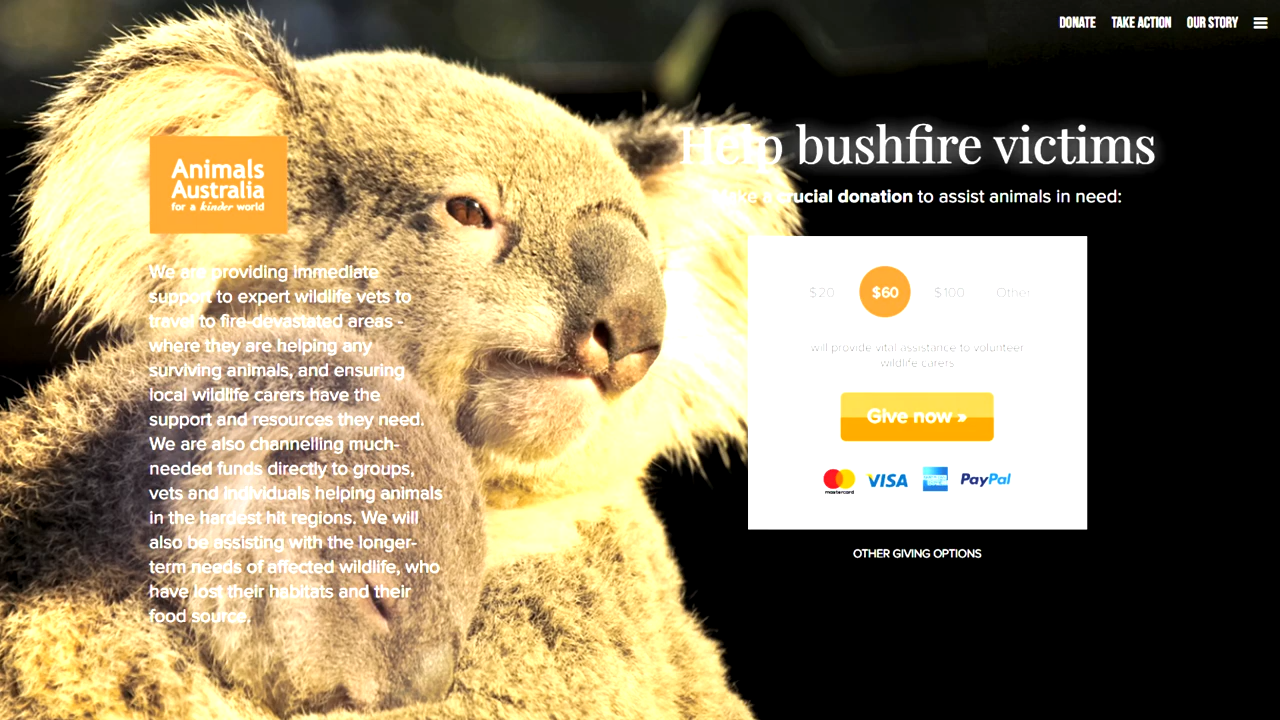 DONATE TAKE ACTION OUR STORY
Animals
Australia
for a kinder world
We are providing immediate
support to expert wildlife vets to
travel to fire-devastated areas -
where they are helping any
surviving animals, and ensuring
local wildlife carers have the
support and resources they need.
We are also channelling much-
needed funds directly to groups,
vets and individuals helping animals
in the hardest hit regions. We will
also be assisting with the longer-
term needs of affected wildlife, who
have lost their habitats and their
food source.
Help bushfire victims
Make a crucial donation to assist animals in need:
$20 $60 $100 Other
will provide vital assistance to volunteer
wildlife carers
Give now »
mastercard VISA AMERICAN EXPRESS PayPal
OTHER GIVING OPTIONS